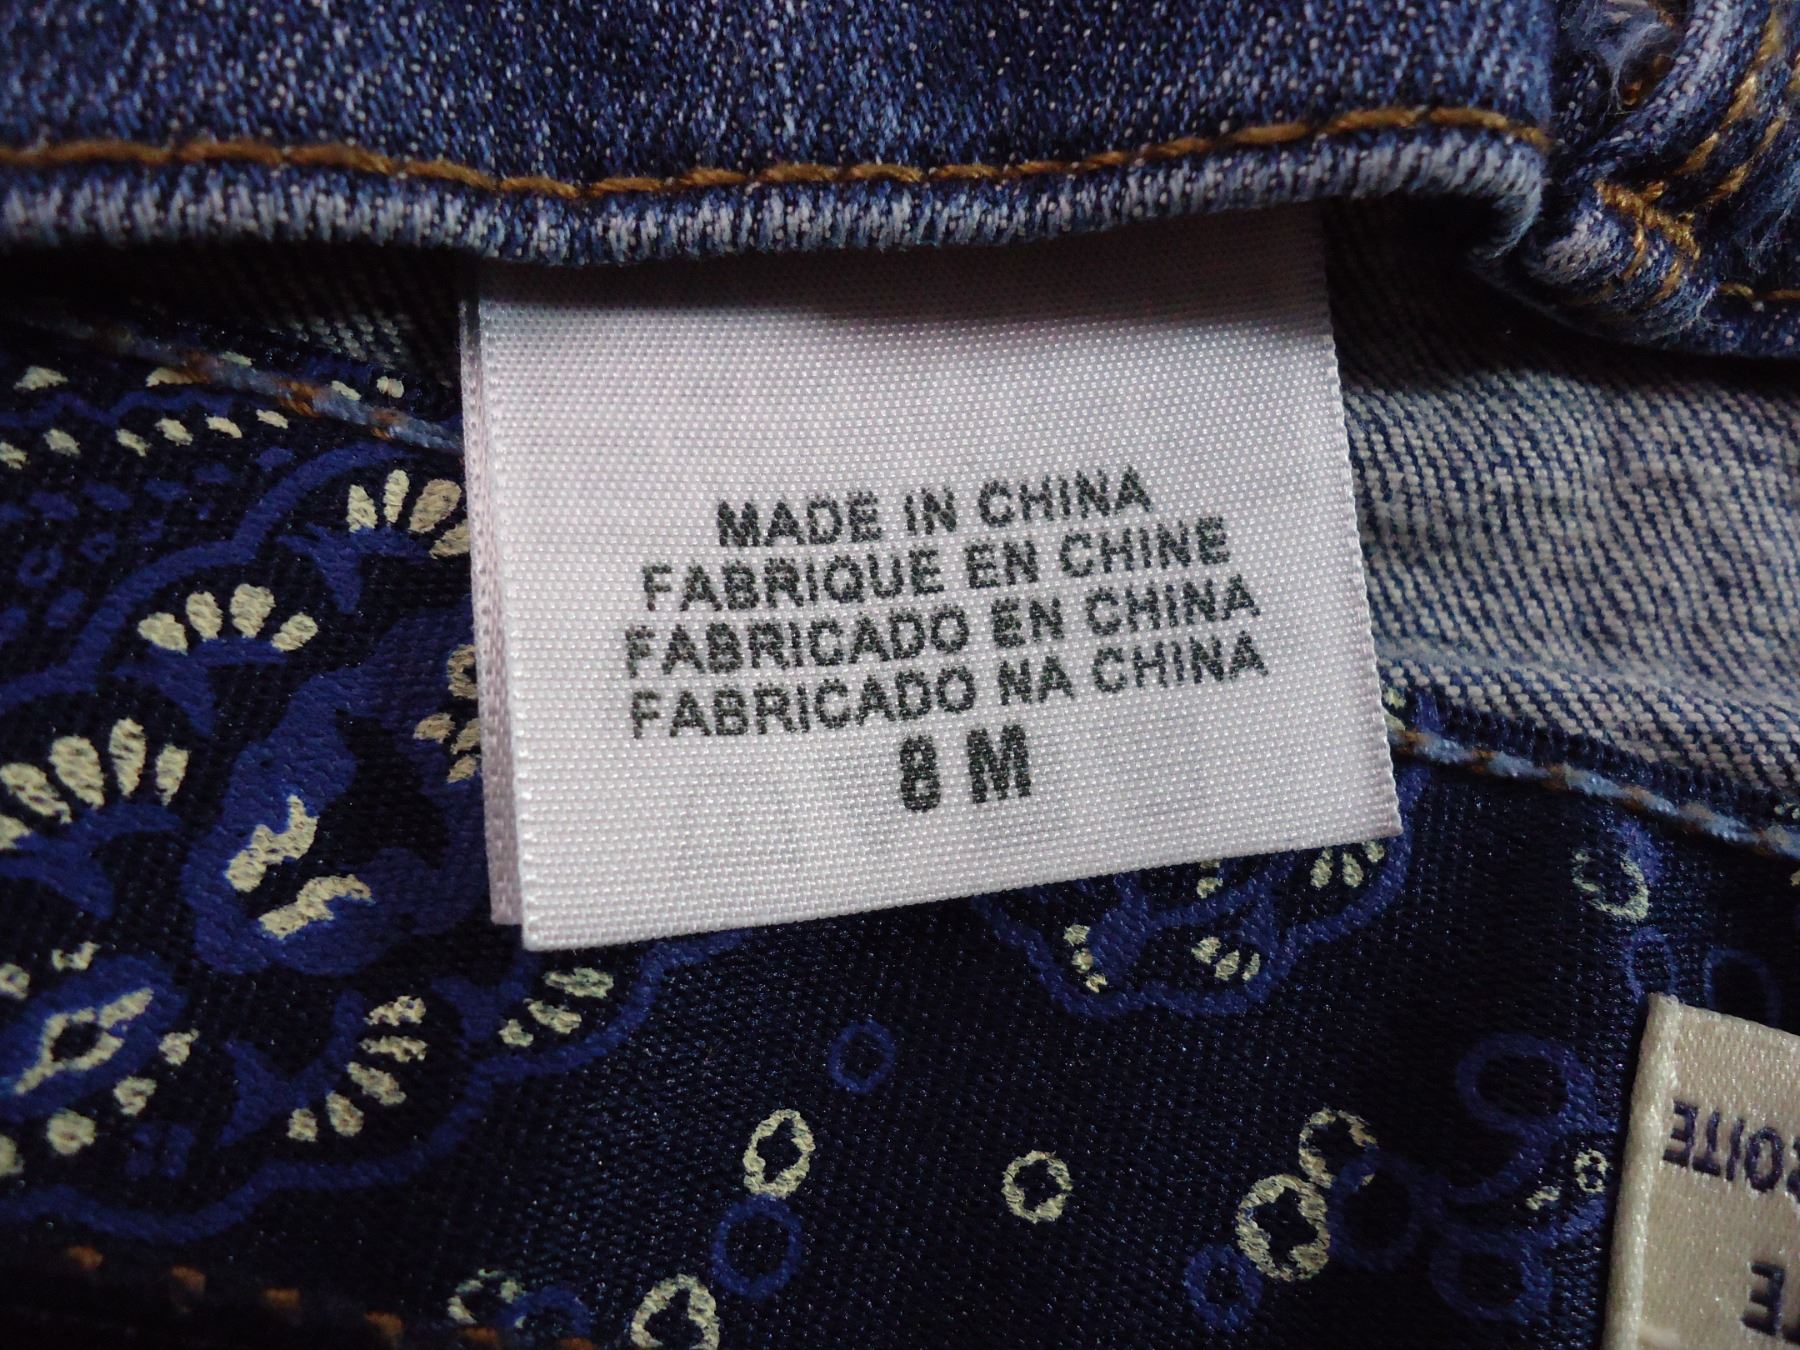 MADE IN CHINA
FABRIQUE EN CHINE
FABRICADO EN CHINA
FABRICADO NA CHINA
8 M